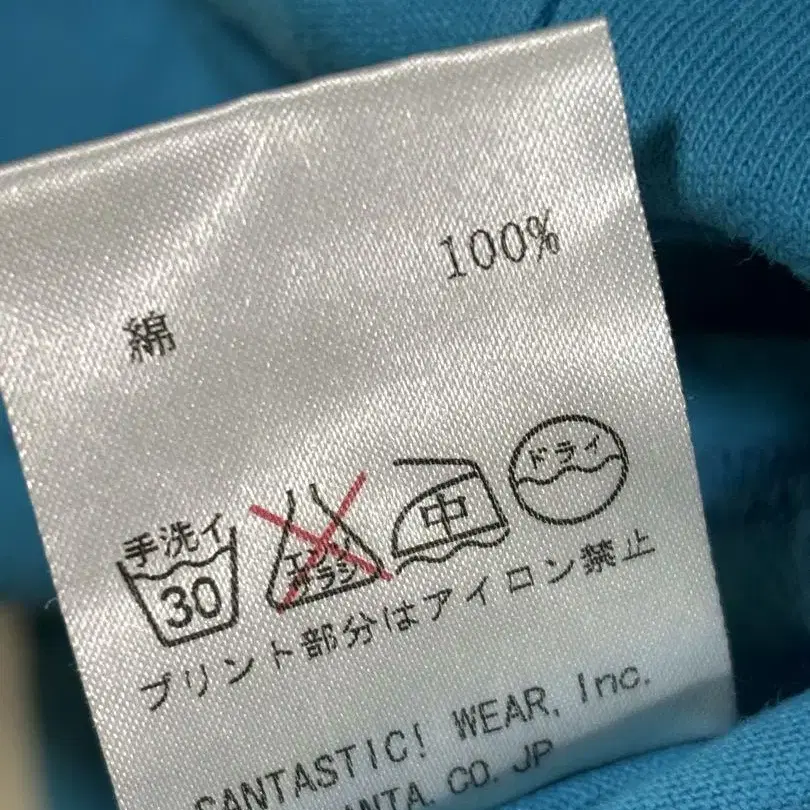 綿 100%
手洗イ 30 エンソ サラシ 中 ドライ
プリント部分はアイロン禁止
SANTASTIC! WEAR, Inc.
ANTA.CO.JP